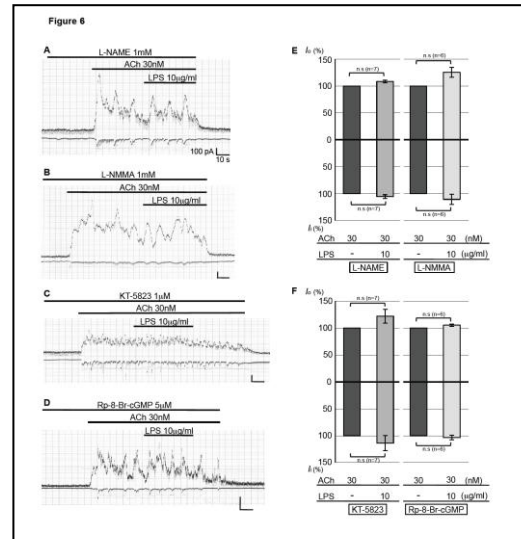 Figure 6
A
L-NAME 1mM
ACh 30nM
LPS 10μg/ml
100 pA
10 s
B
L-NMMA 1mM
ACh 30nM
LPS 10μg/ml
C
KT-5823 1μM
ACh 30nM
LPS 10μg/ml
D
Rp-8-Br-cGMP 5μM
ACh 30nM
LPS 10μg/ml
E
(%)
150
100
50
0
50
100
150
(%)
n.s (n=7)
n.s (n=6)
n.s (n=7)
n.s (n=6)
ACh 30 30 30 30 (nM)
LPS - 10 - 10 (μg/ml)
L-NAME L-NMMA
F
(%)
150
100
50
0
50
100
150
(%)
n.s (n=7)
n.s (n=6)
n.s (n=7)
n.s (n=6)
ACh 30 30 30 30 (nM)
LPS - 10 - 10 (μg/ml)
KT-5823 Rp-8-Br-cGMP